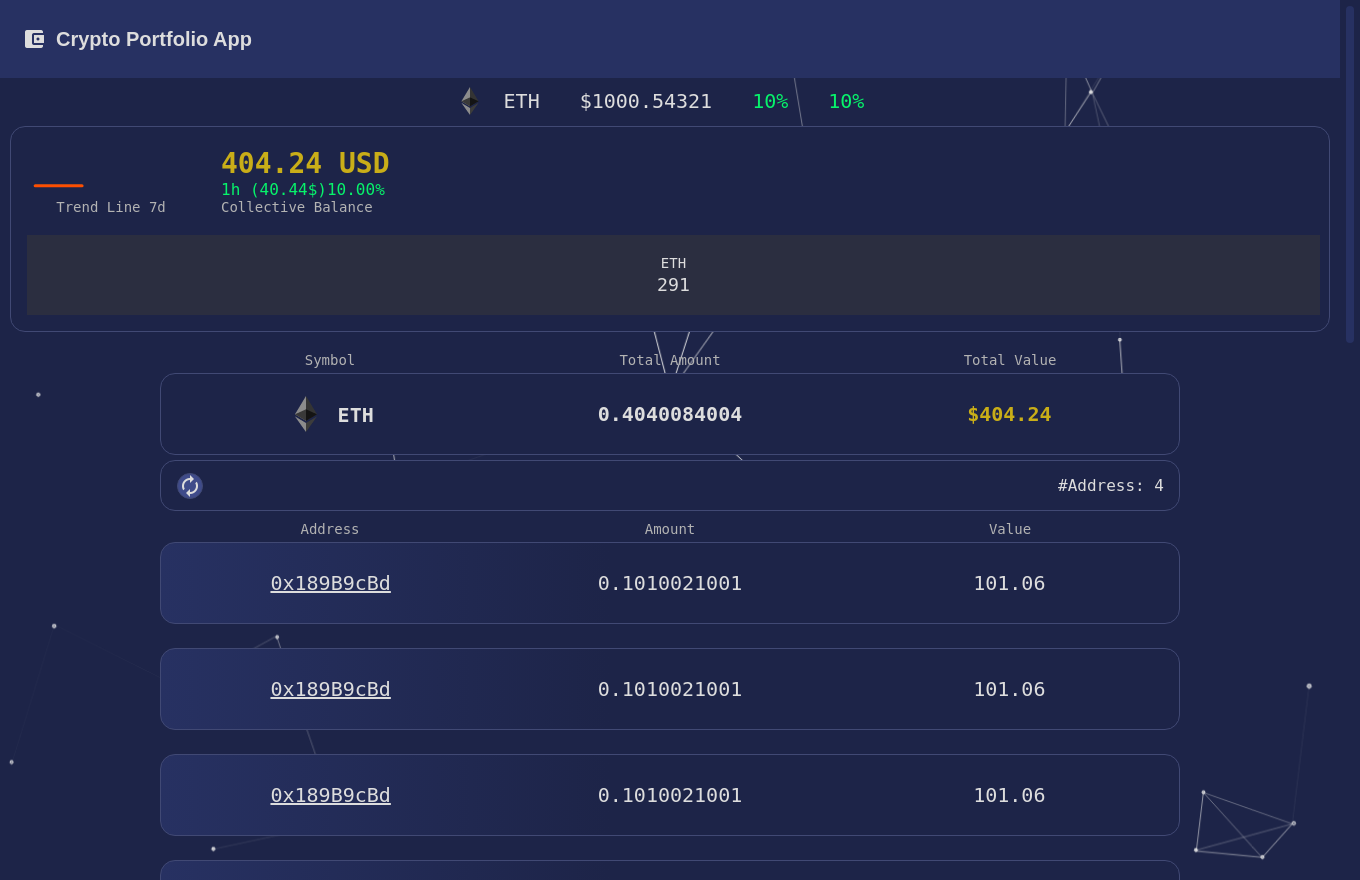 Crypto Portfolio App
ETH $1000.54321 10% 10%
404.24 USD
1h (40.44$)10.00%
Trend Line 7d Collective Balance
ETH
291
Symbol Total Amount Total Value
ETH 0.4040084004 $404.24
#Address: 4
Address Amount Value
0x189B9cBd 0.1010021001 101.06
0x189B9cBd 0.1010021001 101.06
0x189B9cBd 0.1010021001 101.06